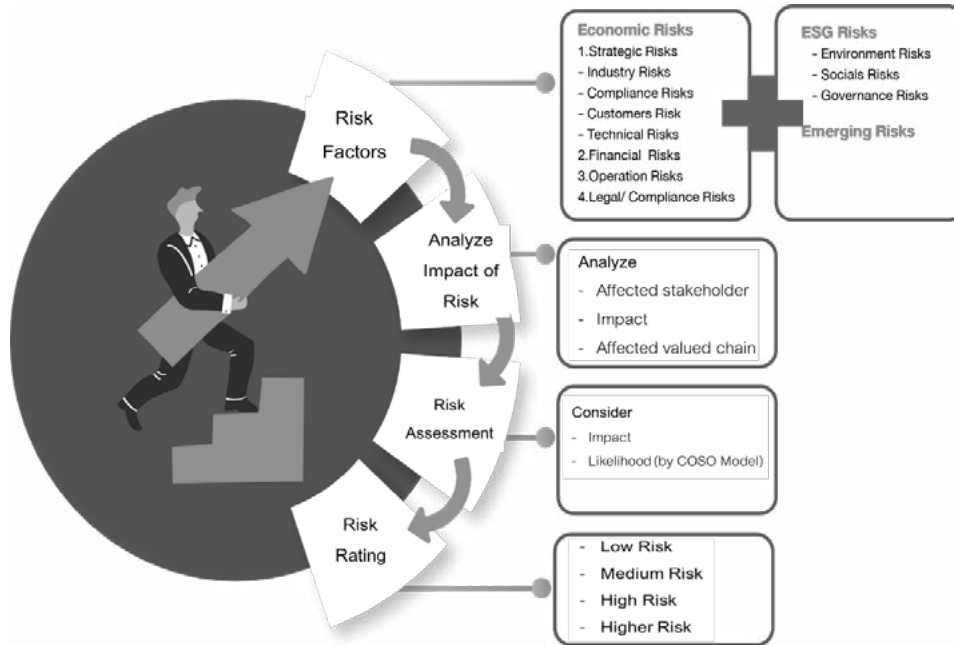 Risk
Factors
Economic Risks
1.Strategic Risks
- Industry Risks
- Compliance Risks
- Customers Risk
- Technical Risks
2.Financial Risks
3.Operation Risks
4.Legal/ Compliance Risks
ESG Risks
- Environment Risks
- Socials Risks
- Governance Risks
Emerging Risks
Analyze
Impact of
Risk
Analyze
- Affected stakeholder
- Impact
- Affected valued chain
Risk
Assessment
Consider
- Impact
- Likelihood (by COSO Model)
Risk
Rating
- Low Risk
- Medium Risk
- High Risk
- Higher Risk